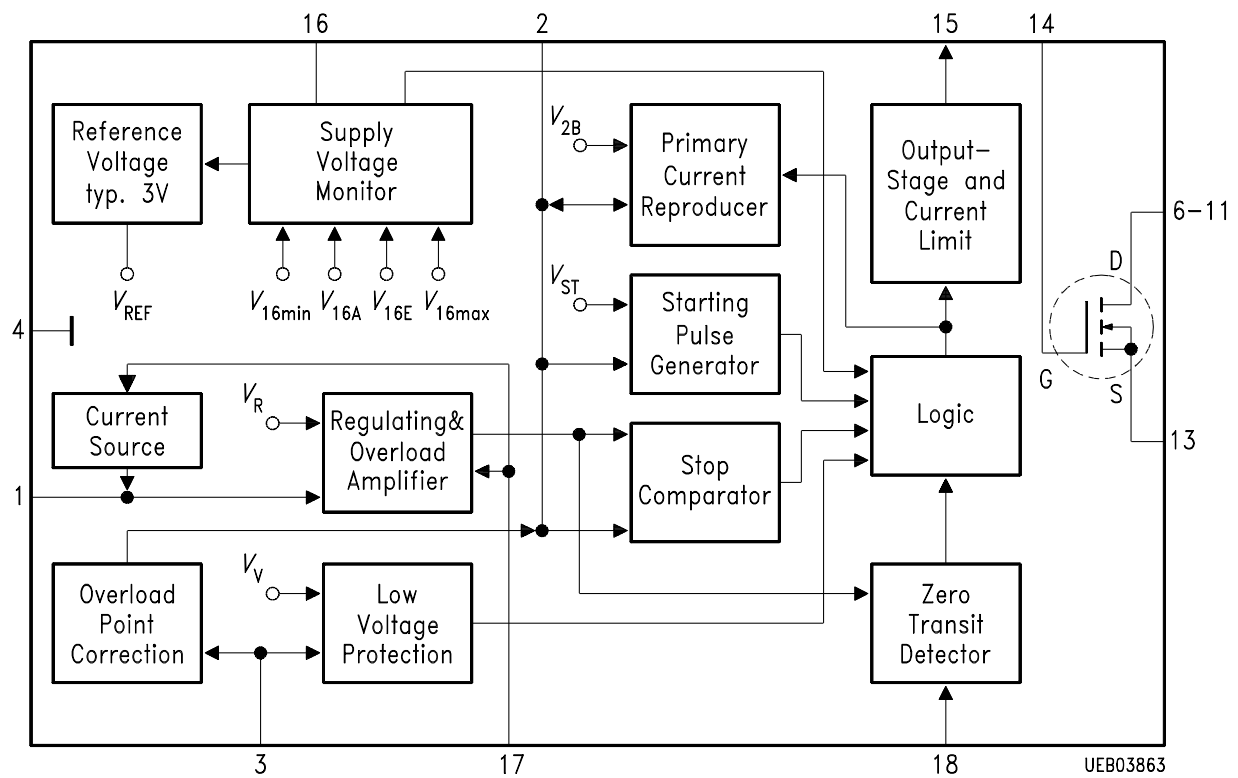 16
2
15
14
Reference
Voltage
typ. 3V
Supply
Voltage
Monitor
V2B
Primary
Current
Reproducer
Output-
Stage and
Current
Limit
6-11
D
G
S
13
VREF
V16min
V16A
V16E
V16max
VST
Starting
Pulse
Generator
4
Current
Source
VR
Regulating&
Overload
Amplifier
Stop
Comparator
Logic
1
Overload
Point
Correction
VV
Low
Voltage
Protection
Zero
Transit
Detector
3
17
18
UEB03863